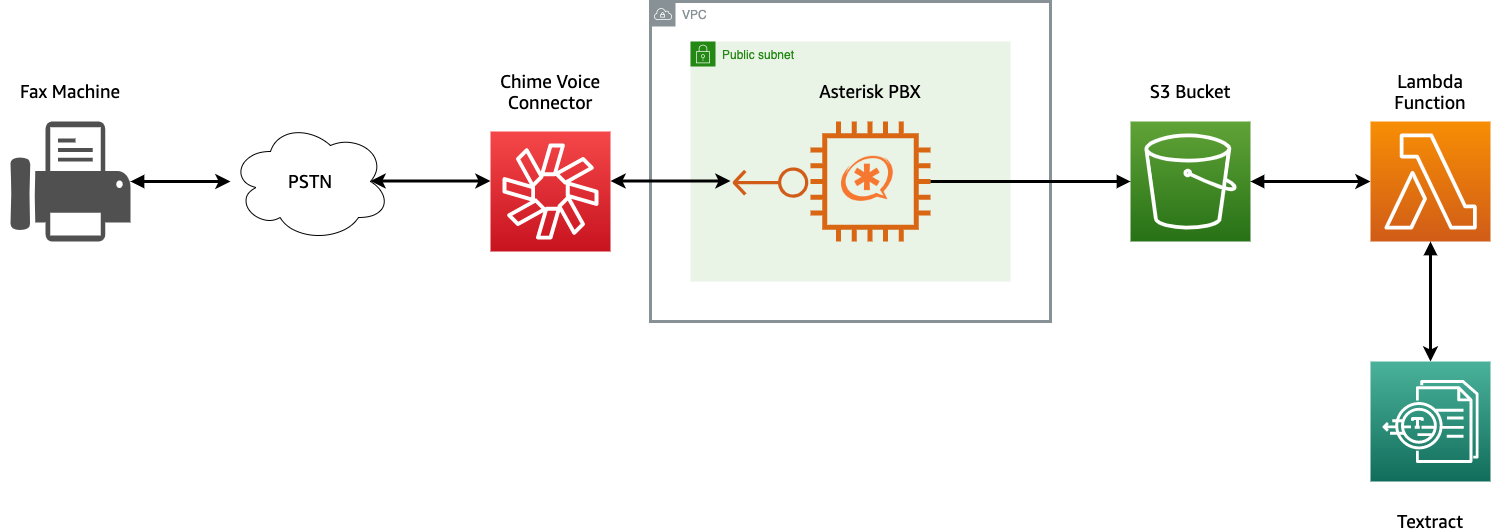 VPC
Public subnet
Fax Machine
PSTN
Chime Voice
Connector
Asterisk PBX
S3 Bucket
Lambda
Function
Textract